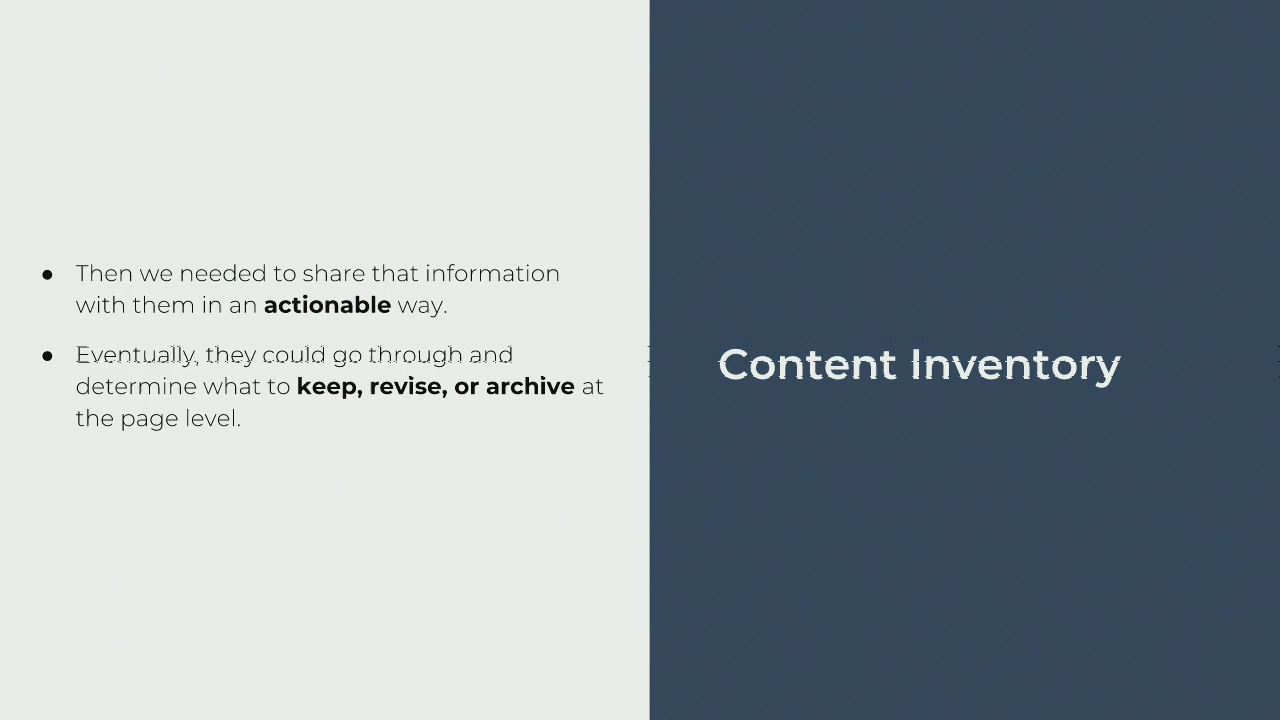 ● Then we needed to share that information
with them in an actionable way.
● Eventually, they could go through and
determine what to keep, revise, or archive at
the page level.
Content Inventory